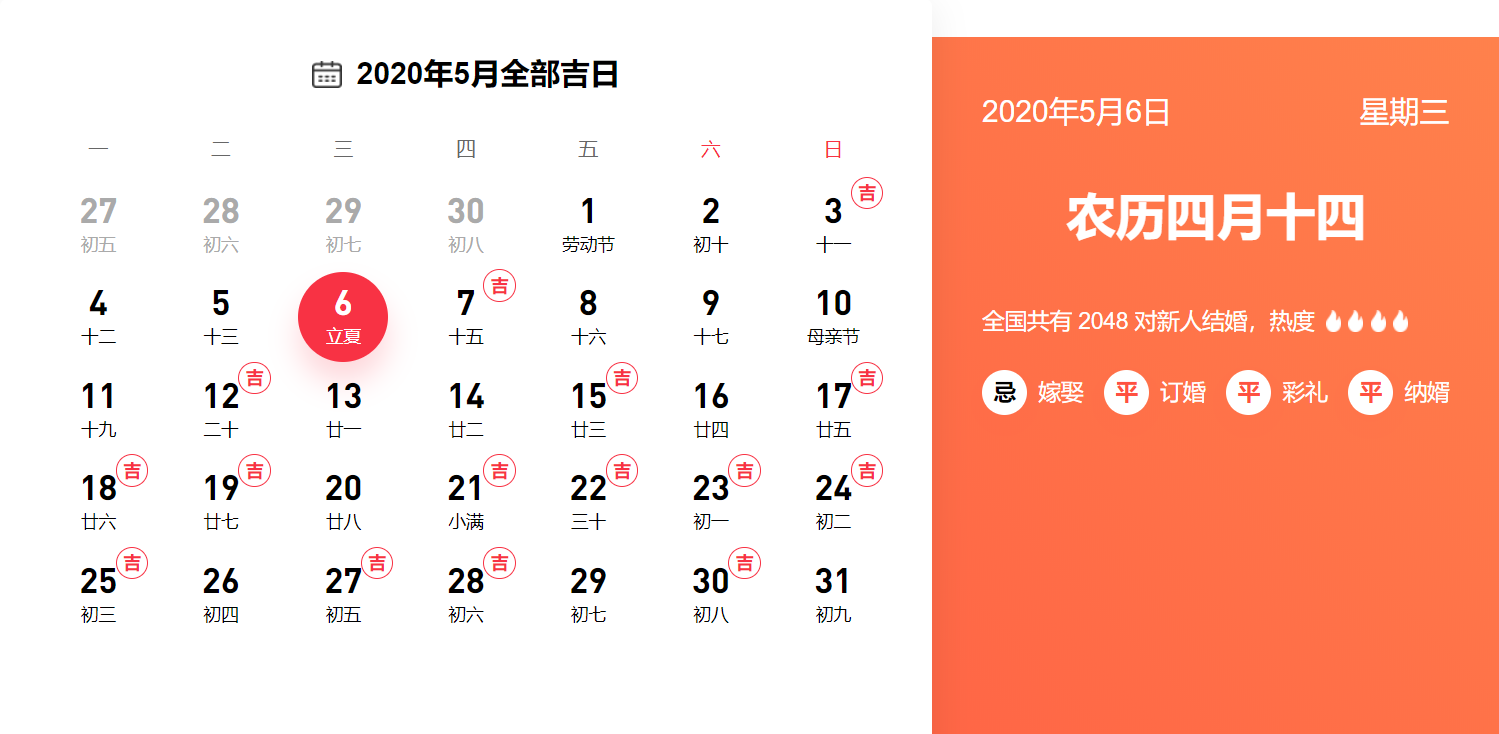 2020年5月全部吉日
一 二 三 四 五 六 日
吉
27 28 29 30 1 2 3
初五 初六 初七 初八 劳动节 初十 十一
吉
4 5 6 7 8 9 10
十二 十三 立夏 十五 十六 十七 母亲节
吉 吉 吉
11 12 13 14 15 16 17
十九 二十 廿一 廿二 廿三 廿四 廿五
吉 吉 吉 吉 吉 吉
18 19 20 21 22 23 24
廿六 廿七 廿八 小满 三十 初一 初二
吉 吉 吉 吉
25 26 27 28 29 30 31
初三 初四 初五 初六 初七 初八 初九
2020年5月6日 星期三
农历四月十四
全国共有 2048 对新人结婚，热度
忌 嫁娶 平 订婚 平 彩礼 平 纳婿